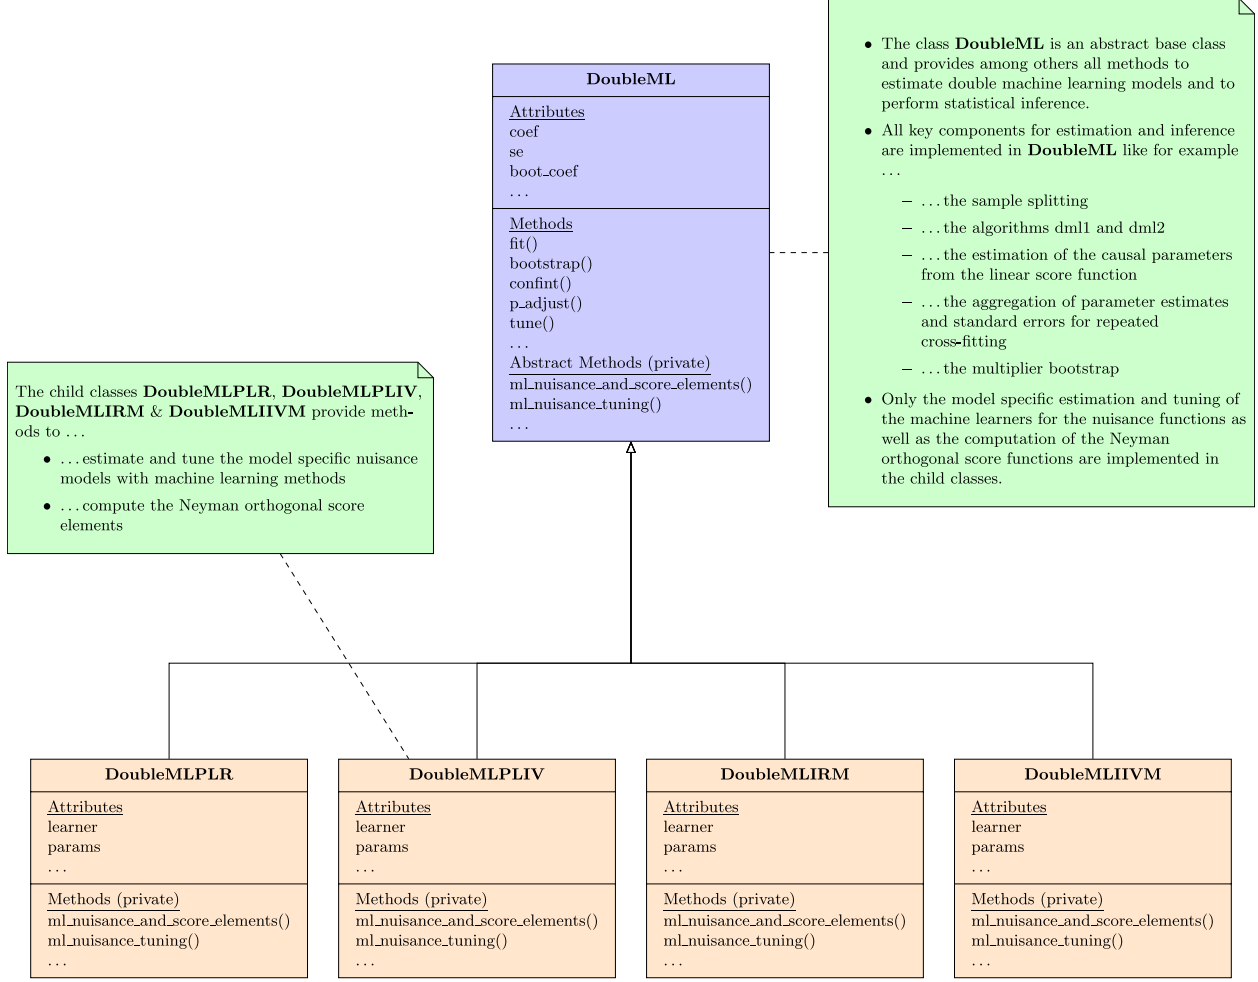 DoubleML
Attributes
coef
se
boot_coef
...
Methods
fit()
bootstrap()
confint()
p_adjust()
tune()
...
Abstract Methods (private)
ml_nuisance_and_score_elements()
ml_nuisance_tuning()
...
• The class DoubleML is an abstract base class
and provides among others all methods to
estimate double machine learning models and to
perform statistical inference.
• All key components for estimation and inference
are implemented in DoubleML like for example
...
– ...the sample splitting
– ...the algorithms dml1 and dml2
– ...the estimation of the causal parameters
from the linear score function
– ...the aggregation of parameter estimates
and standard errors for repeated
cross-fitting
– ...the multiplier bootstrap
• Only the model specific estimation and tuning of
the machine learners for the nuisance functions as
well as the computation of the Neyman
orthogonal score functions are implemented in
the child classes.
The child classes DoubleMLPLR, DoubleMLPLIV,
DoubleMLIRM & DoubleMLIIVM provide meth-
ods to ...
• ...estimate and tune the model specific nuisance
models with machine learning methods
• ...compute the Neyman orthogonal score
elements
DoubleMLPLR
Attributes
learner
params
...
Methods (private)
ml_nuisance_and_score_elements()
ml_nuisance_tuning()
...
DoubleMLPLIV
Attributes
learner
params
...
Methods (private)
ml_nuisance_and_score_elements()
ml_nuisance_tuning()
...
DoubleMLIRM
Attributes
learner
params
...
Methods (private)
ml_nuisance_and_score_elements()
ml_nuisance_tuning()
...
DoubleMLIIVM
Attributes
learner
params
...
Methods (private)
ml_nuisance_and_score_elements()
ml_nuisance_tuning()
...